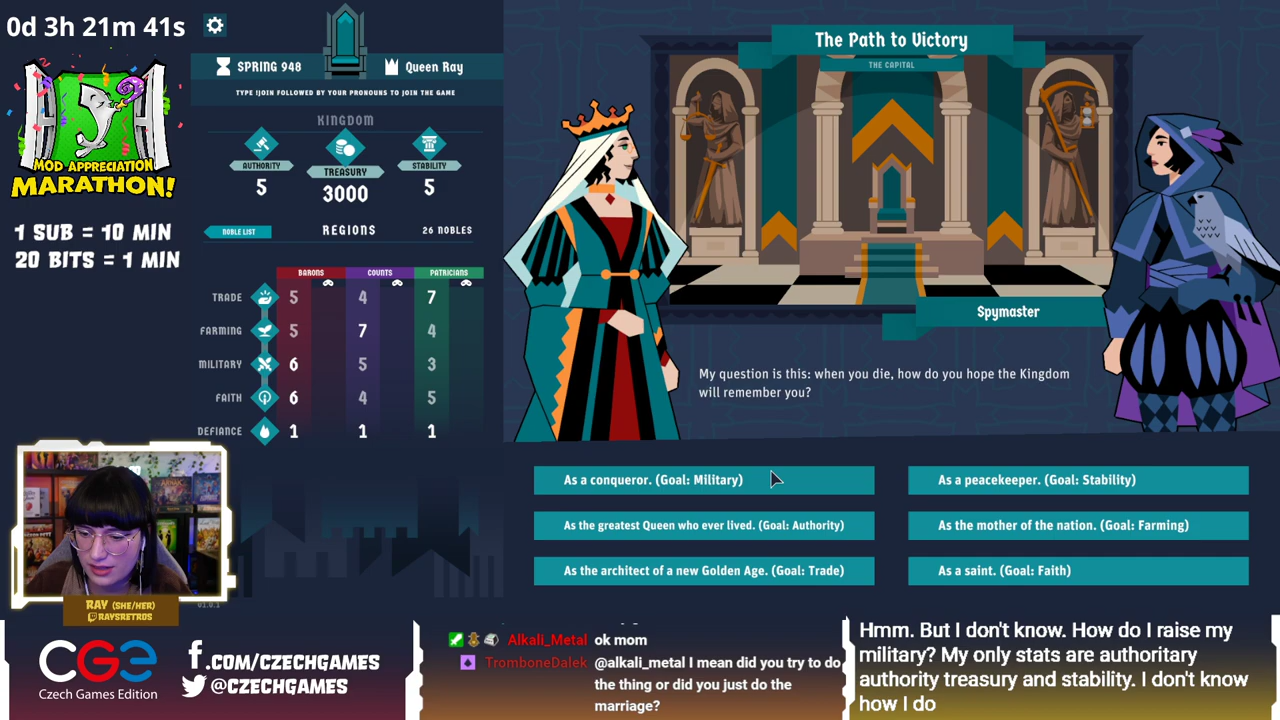 0d 3h 21m 41s
MOD-APPRECIATION
MARATHON!
1 SUB = 10 MIN
20 BITS = 1 MIN
SPRING 948
Queen Ray
TYPE !JOIN FOLLOWED BY YOUR PRONOUNS TO JOIN THE GAME
KINGDOM
AUTHORITY
TREASURY
STABILITY
5
3000
5
NOBLE LIST
REGIONS
26 NOBLES
BARONS
COUNTS
PATRICIANS
TRADE 5 4 7
FARMING 5 7 4
MILITARY 6 5 3
FAITH 6 4 5
DEFIANCE 1 1 1
The Path to Victory
THE CAPITAL
Spymaster
My question is this: when you die, how do you hope the Kingdom
will remember you?
As a conqueror. (Goal: Military)
As a peacekeeper. (Goal: Stability)
As the greatest Queen who ever lived. (Goal: Authority)
As the mother of the nation. (Goal: Farming)
As the architect of a new Golden Age. (Goal: Trade)
As a saint. (Goal: Faith)
RAY (SHE/HER)
RAYSRETROS
V1.0.1
CGE
Czech Games Edition
f.COM/CZECHGAMES
@CZECHGAMES
Alkali_Metal ok mom
TromboneDalek @alkali_metal I mean did you try to do
the thing or did you just do the
marriage?
Hmm. But I don't know. How do I raise my
military? My only stats are authoritary
authority treasury and stability. I don't know
how I do